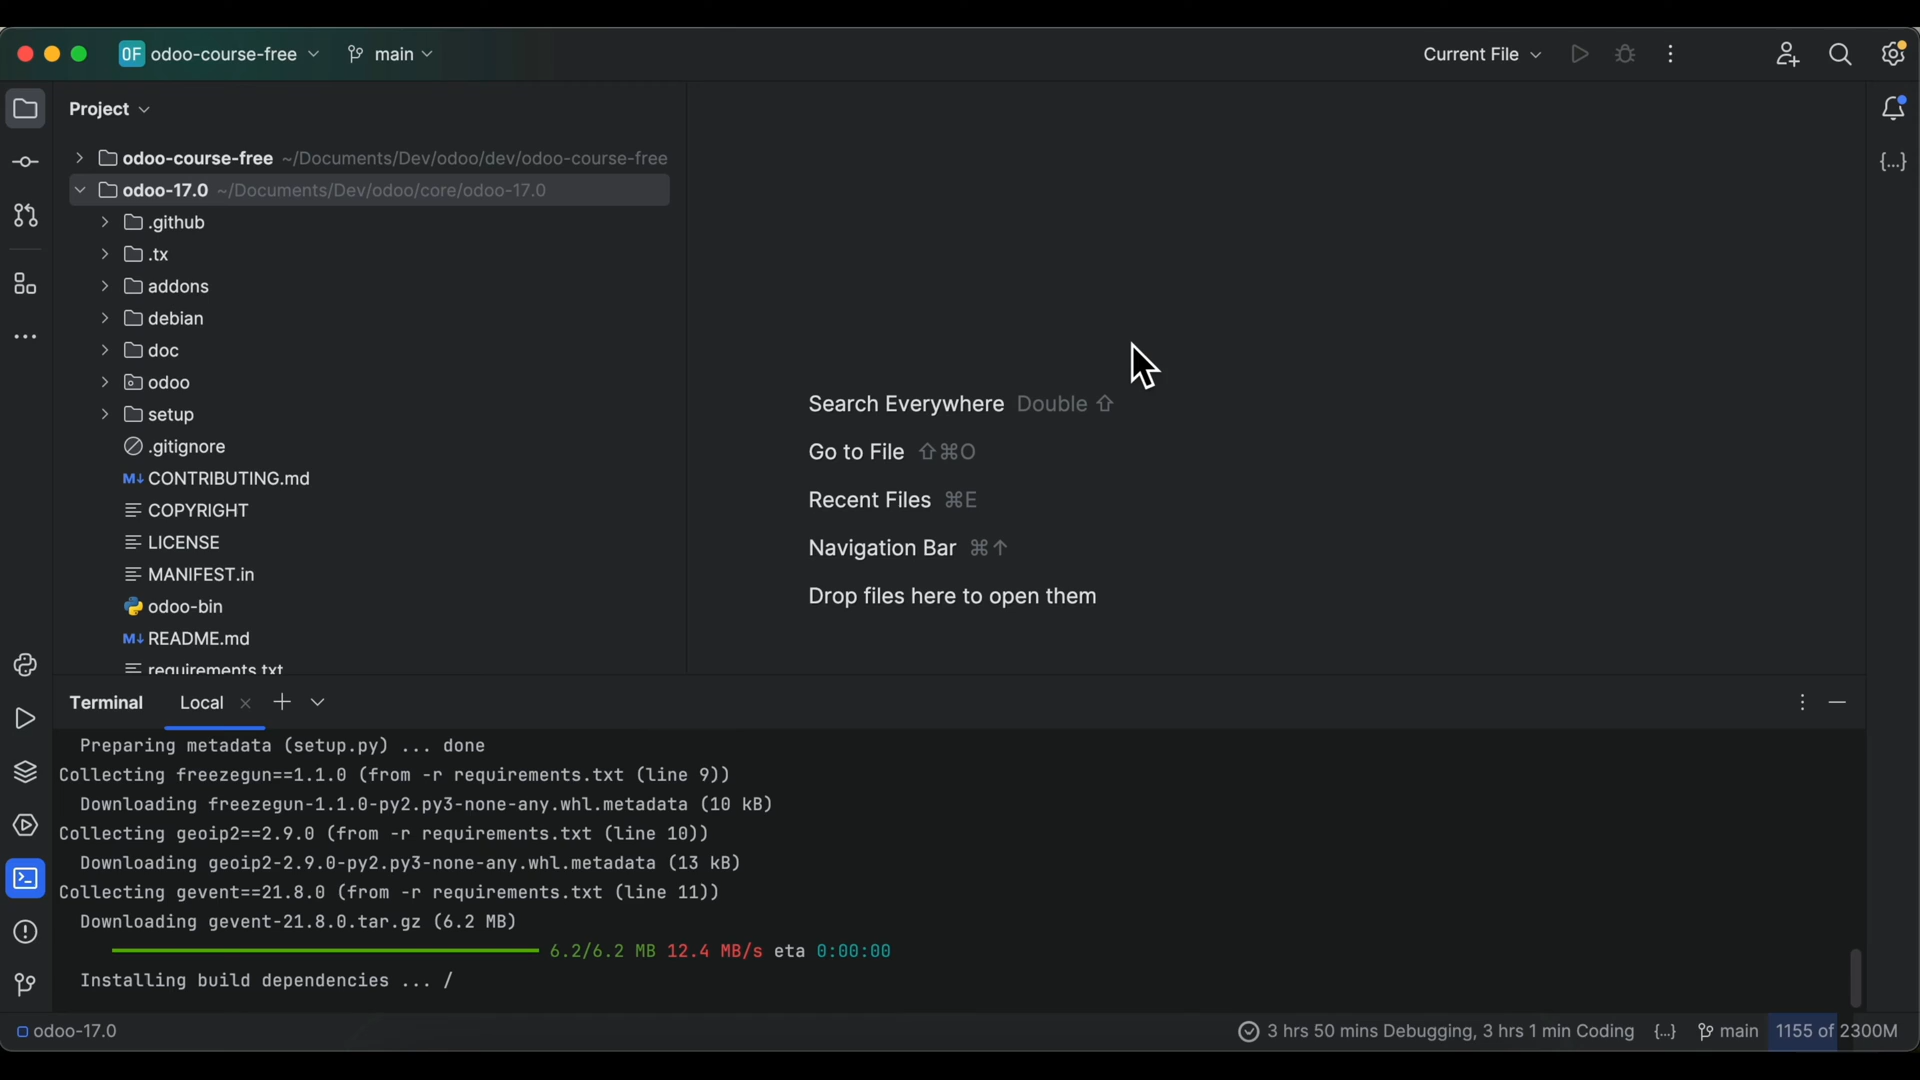 OF odoo-course-free main Current File
Project
odoo-course-free ~/Documents/Dev/odoo/dev/odoo-course-free
odoo-17.0 ~/Documents/Dev/odoo/core/odoo-17.0
.github
.tx
addons
debian
doc
odoo
setup
.gitignore
M↓ CONTRIBUTING.md
COPYRIGHT
LICENSE
MANIFEST.in
odoo-bin
M↓ README.md
requirements.txt
Search Everywhere Double ⇧
Go to File ⇧⌘O
Recent Files ⌘E
Navigation Bar ⌘↑
Drop files here to open them
Terminal Local
Preparing metadata (setup.py) ... done
Collecting freezegun==1.1.0 (from -r requirements.txt (line 9))
Downloading freezegun-1.1.0-py2.py3-none-any.whl.metadata (10 kB)
Collecting geoip2==2.9.0 (from -r requirements.txt (line 10))
Downloading geoip2-2.9.0-py2.py3-none-any.whl.metadata (13 kB)
Collecting gevent==21.8.0 (from -r requirements.txt (line 11))
Downloading gevent-21.8.0.tar.gz (6.2 MB)
6.2/6.2 MB 12.4 MB/s eta 0:00:00
Installing build dependencies ... /
odoo-17.0 3 hrs 50 mins Debugging, 3 hrs 1 min Coding {...} main 1155 of 2300M